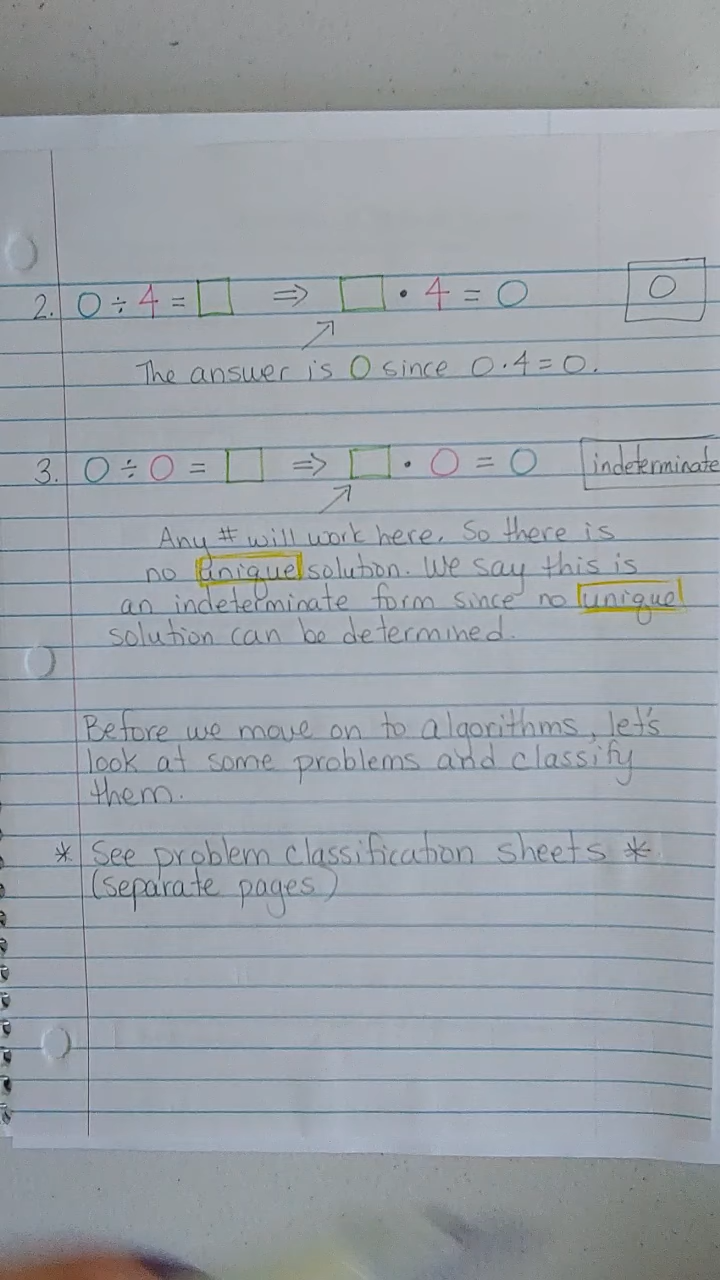 2. 0 ÷ 4 = □ ⇒ □ · 4 = 0 0
The answer is 0 since 0 · 4 = 0.
3. 0 ÷ 0 = □ ⇒ □ · 0 = 0 indeterminate
Any # will work here. So there is
no unique solution. We say this is
an indeterminate form since no unique
solution can be determined.
Before we move on to algorithms, let's
look at some problems and classify
them.
* See problem classification sheets *
(separate pages)